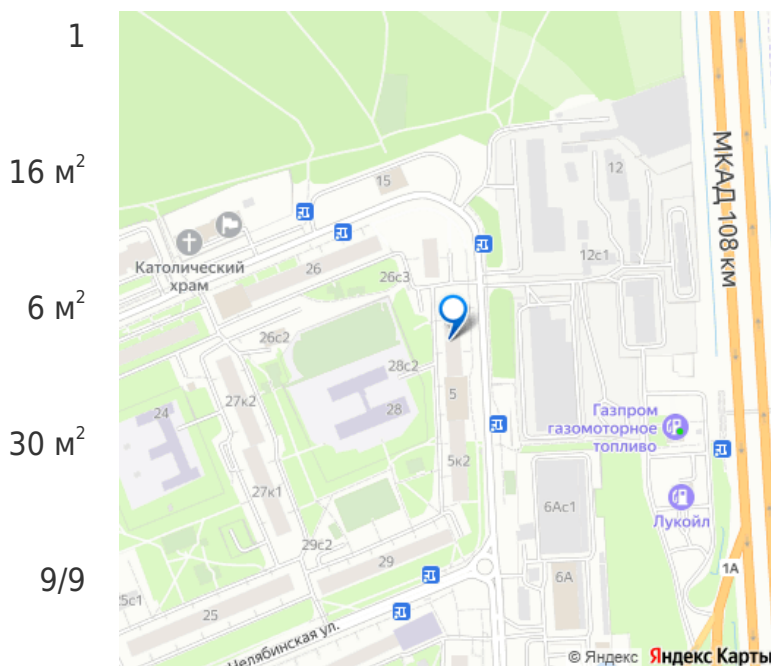 1
16 м²
6 м²
30 м²
9/9
15
12
МКАД 108 км
Католический
храм
26
26с3
12с1
26с2
28с2
5
24
27к2
28
Газпром
газомоторное
топливо
5к2
27к1
6Ас1
Лукойл
29с2
29
1А
6А
25с1
25
Челябинская ул.
© Яндекс Яндекс Карты